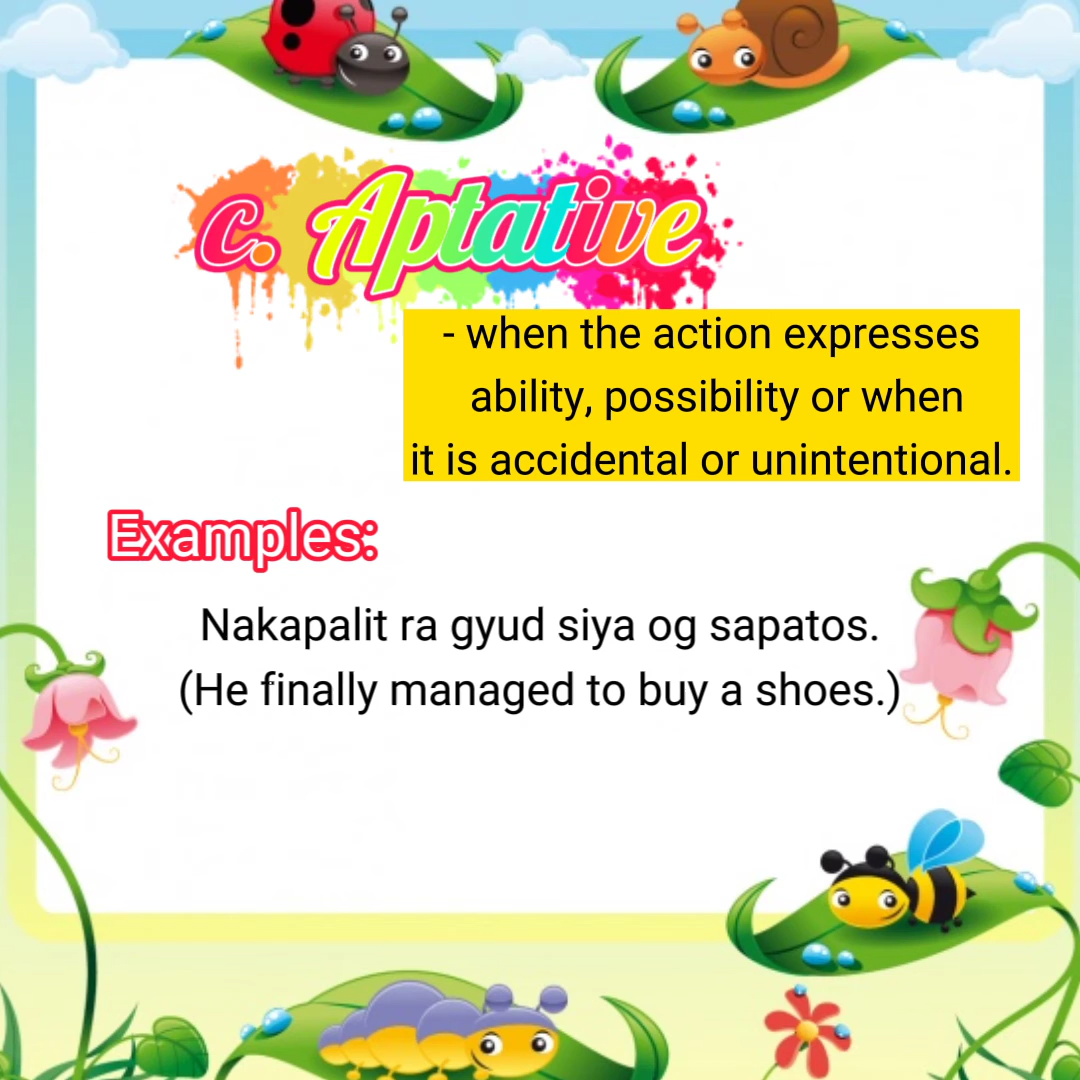 c. Aptative
- when the action expresses
ability, possibility or when
it is accidental or unintentional.
Examples:
Nakapalit ra gyud siya og sapatos.
(He finally managed to buy a shoes.)